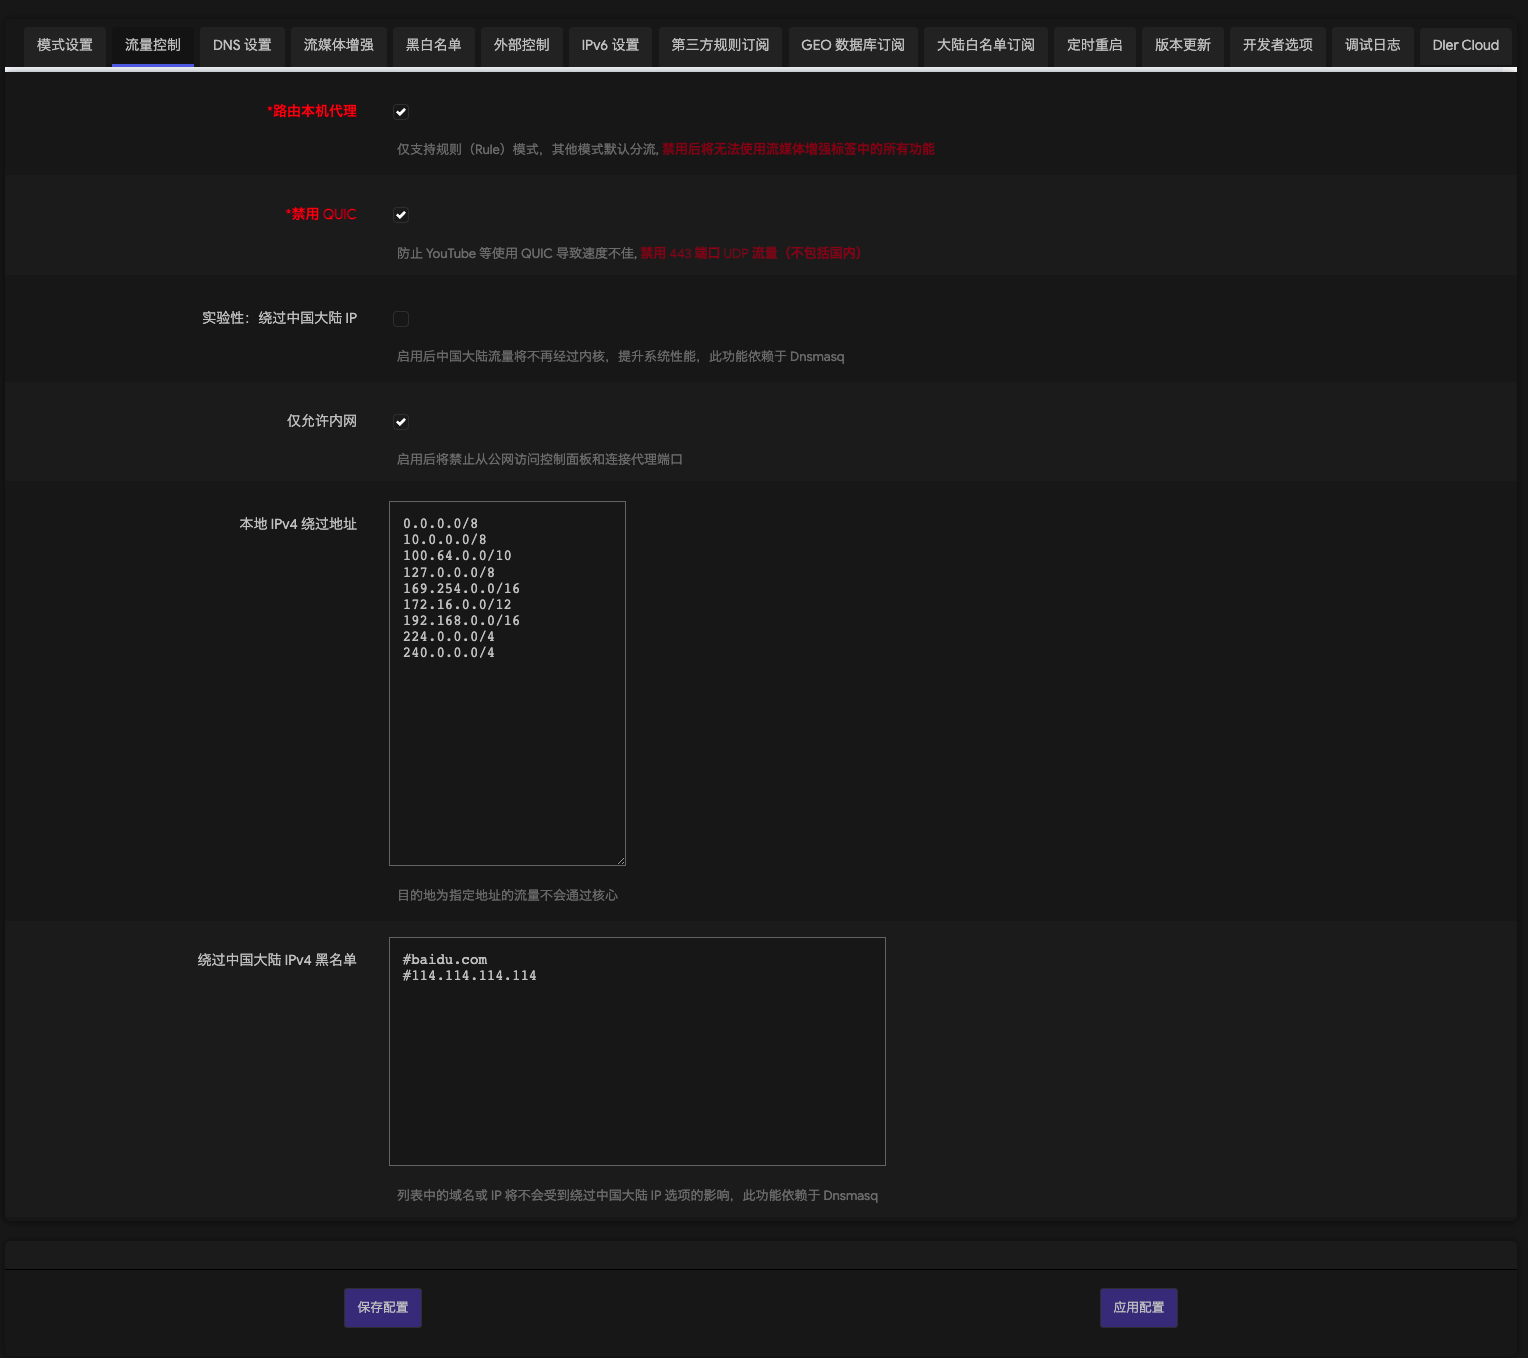 模式设置 流量控制 DNS 设置 流媒体增强 黑白名单 外部控制 IPv6 设置 第三方规则订阅 GEO 数据库订阅 大陆白名单订阅 定时重启 版本更新 开发者选项 调试日志 Dler Cloud
*路由本机代理
仅支持规则（Rule）模式，其他模式默认分流, 禁用后将无法使用流媒体增强标签中的所有功能
*禁用 QUIC
防止 YouTube 等使用 QUIC 导致速度不佳, 禁用 443 端口 UDP 流量（不包括国内）
实验性：绕过中国大陆 IP
启用后中国大陆流量将不再经过内核，提升系统性能，此功能依赖于 Dnsmasq
仅允许内网
启用后将禁止从公网访问控制面板和连接代理端口
本地 IPv4 绕过地址
0.0.0.0/8
10.0.0.0/8
100.64.0.0/10
127.0.0.0/8
169.254.0.0/16
172.16.0.0/12
192.168.0.0/16
224.0.0.0/4
240.0.0.0/4
目的地为指定地址的流量不会通过核心
绕过中国大陆 IPv4 黑名单
#baidu.com
#114.114.114.114
列表中的域名或 IP 将不会受到绕过中国大陆 IP 选项的影响，此功能依赖于 Dnsmasq
保存配置 应用配置